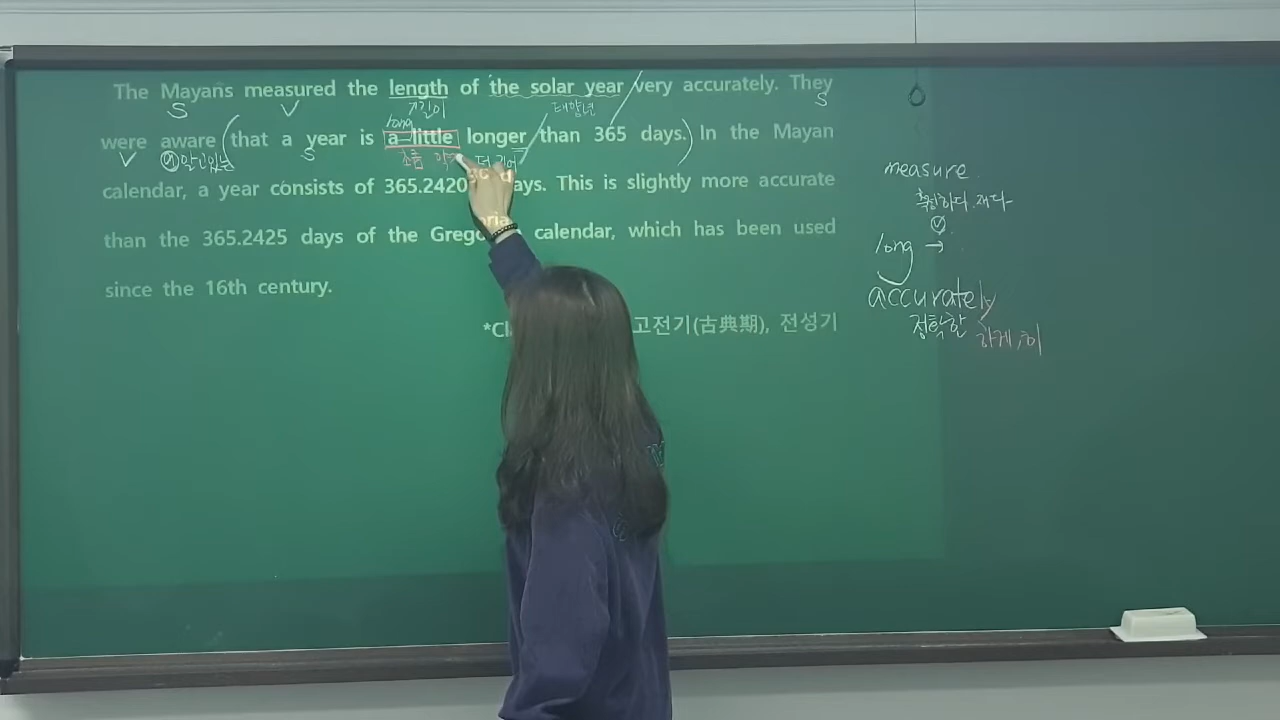 The Mayans measured the length of the solar year very accurately. They
S V 길이 태양년 S
long
were aware (that a year is a little longer than 365 days.) In the Mayan
V 알고있는 S 조금 더 길어
calendar, a year consists of 365.2420 days. This is slightly more accurate
than the 365.2425 days of the Grego calendar, which has been used
since the 16th century.
*Cl 고전기(古典期), 전성기
measure
측정하다. 재다
long →
accurately
정확한
하게, 히